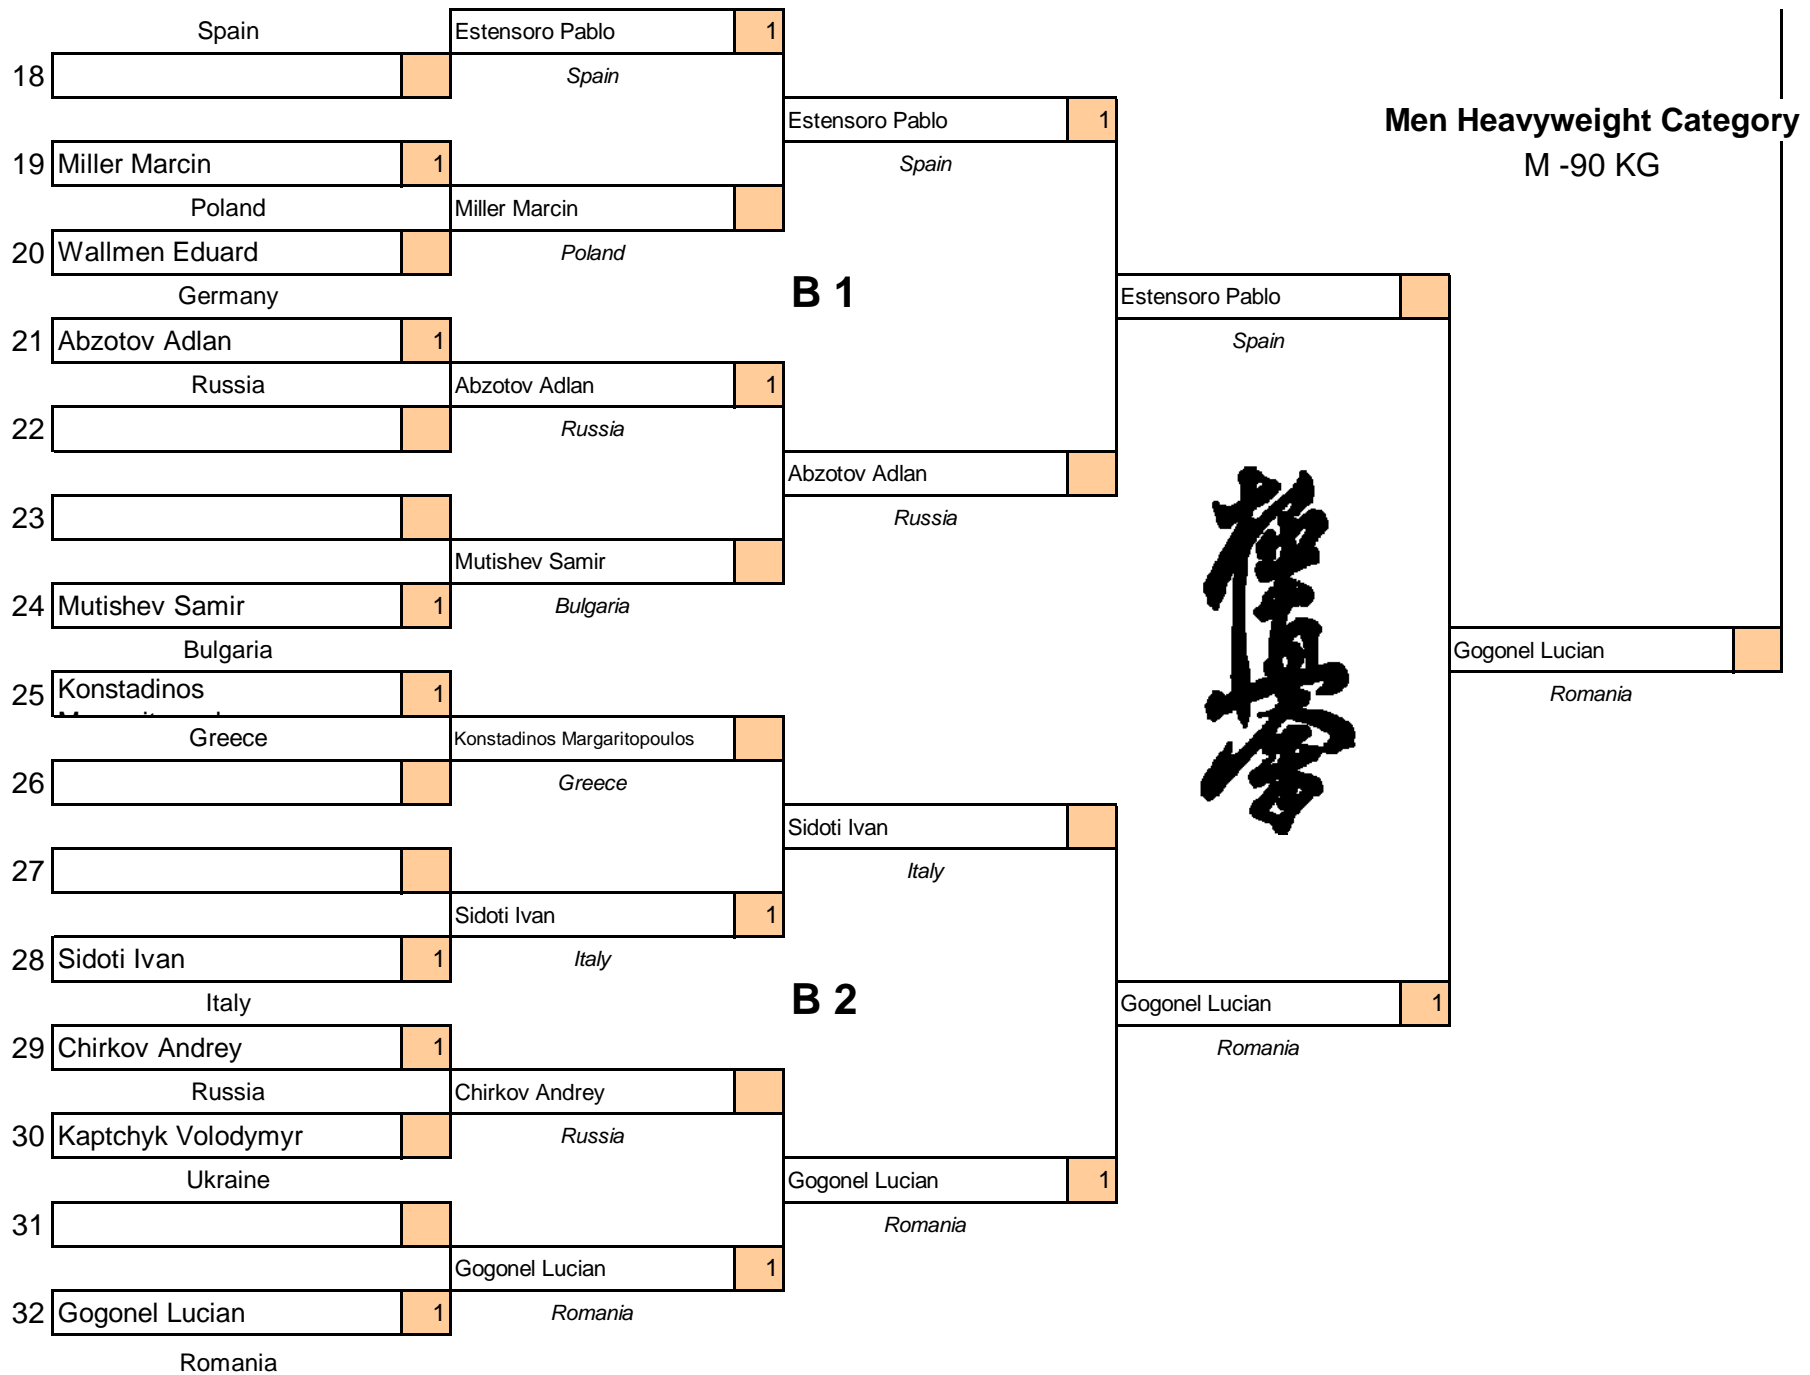 Spain
Estensoro Pablo 1
18
Spain
Estensoro Pablo 1
Men Heavyweight Category
19 Miller Marcin 1
Spain
M -90 KG
Poland
Miller Marcin
20 Wallmen Eduard
Poland
Germany
B 1
Estensoro Pablo
21 Abzotov Adlan 1
Spain
Russia
Abzotov Adlan 1
22
Russia
Abzotov Adlan
23
Russia
Mutishev Samir
24 Mutishev Samir 1
Bulgaria
Bulgaria
Gogonel Lucian
25 Konstadinos 1
Romania
Greece
Konstadinos Margaritopoulos
26
Greece
Sidoti Ivan
27
Italy
Sidoti Ivan 1
28 Sidoti Ivan 1
Italy
Italy
B 2
Gogonel Lucian 1
29 Chirkov Andrey 1
Romania
Russia
Chirkov Andrey
30 Kaptchyk Volodymyr
Russia
Ukraine
Gogonel Lucian 1
31
Romania
Gogonel Lucian 1
32 Gogonel Lucian 1
Romania
Romania
極真会